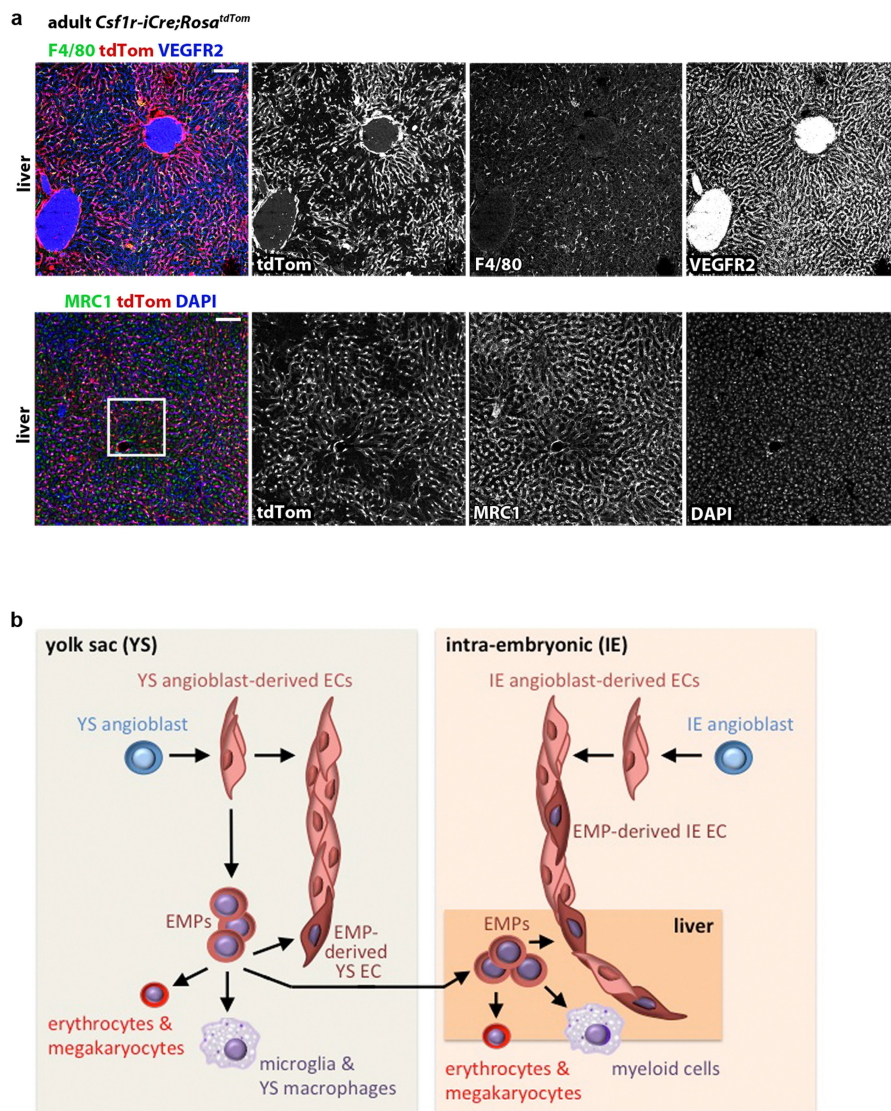 a
adult Csf1r-iCre;Rosa^tdTom
F4/80 tdTom VEGFR2
liver
tdTom
F4/80
VEGFR2
MRC1 tdTom DAPI
liver
tdTom
MRC1
DAPI
b
yolk sac (YS)
YS angioblast-derived ECs
YS angioblast
EMPs
EMP-
derived
YS EC
erythrocytes &
megakaryocytes
microglia &
YS macrophages
intra-embryonic (IE)
IE angioblast-derived ECs
IE angioblast
EMP-derived IE EC
EMPs
liver
erythrocytes &
megakaryocytes
myeloid cells